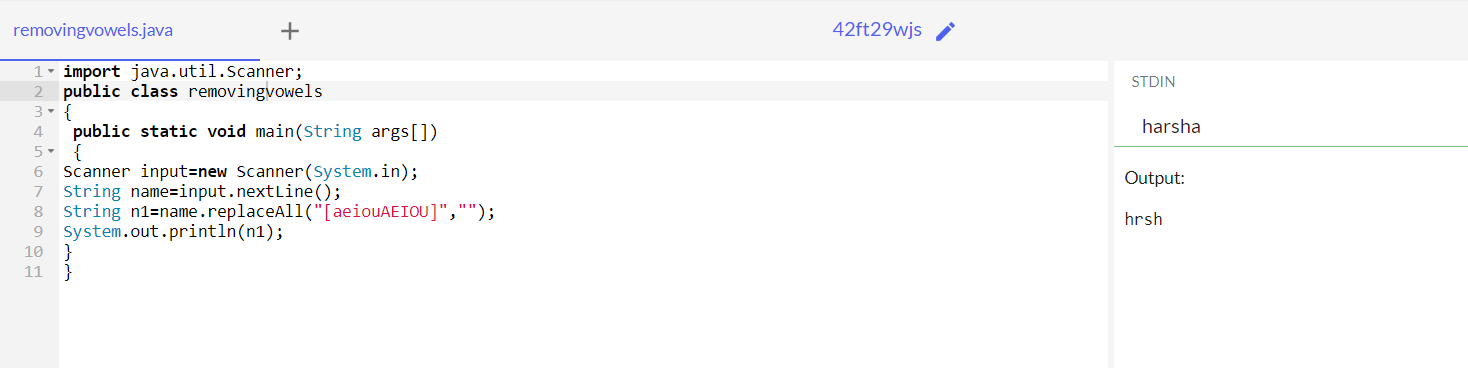 removingvowels.java
+
42ft29wjs
1 import java.util.Scanner;
2 public class removingvowels
3 {
4  public static void main(String args[])
5  {
6 Scanner input=new Scanner(System.in);
7 String name=input.nextLine();
8 String n1=name.replaceAll("[aeiouAEIOU]","");
9 System.out.println(n1);
10 }
11 }
STDIN
harsha
Output:
hrsh